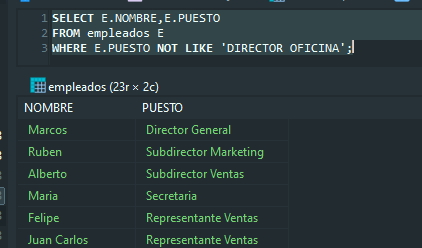 1 SELECT E.NOMBRE,E.PUESTO
2 FROM empleados E
3 WHERE E.PUESTO NOT LIKE 'DIRECTOR OFICINA';
empleados (23r × 2c)
NOMBRE PUESTO
Marcos Director General
Ruben Subdirector Marketing
Alberto Subdirector Ventas
Maria Secretaria
Felipe Representante Ventas
Juan Carlos Representante Ventas